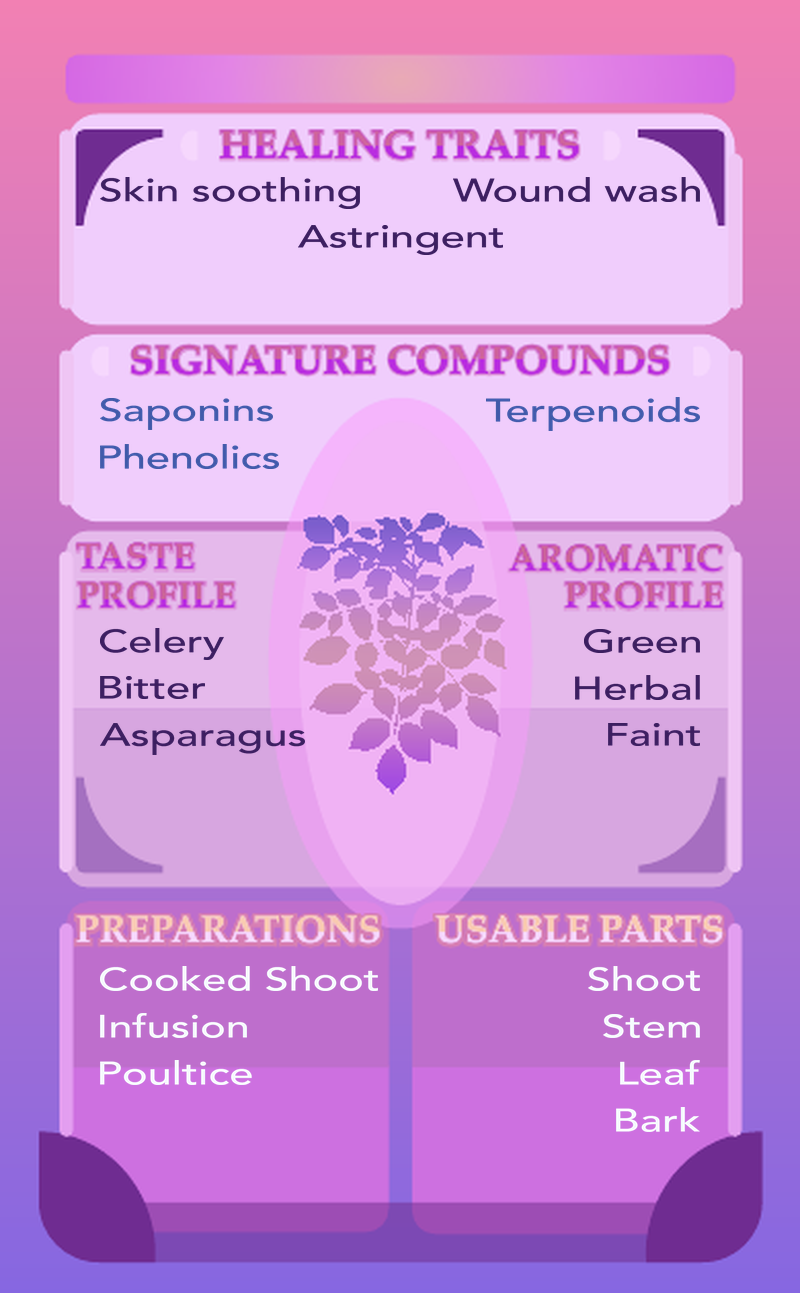 HEALING TRAITS
Skin soothing Wound wash
Astringent
SIGNATURE COMPOUNDS
Saponins Terpenoids
Phenolics
TASTE
PROFILE
Celery
Bitter
Asparagus
AROMATIC
PROFILE
Green
Herbal
Faint
PREPARATIONS
Cooked Shoot
Infusion
Poultice
USABLE PARTS
Shoot
Stem
Leaf
Bark